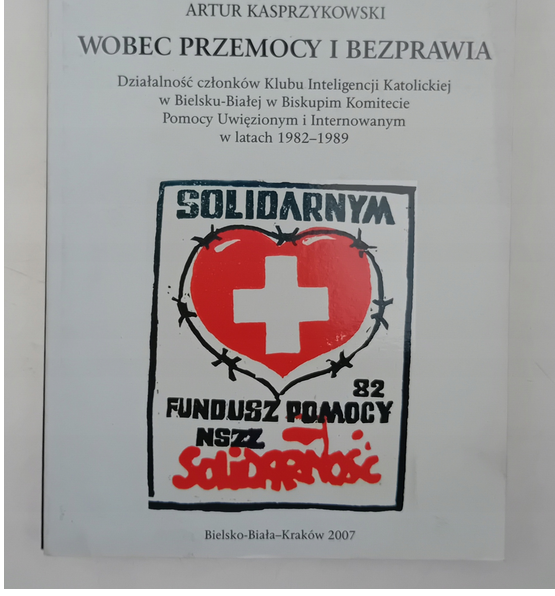 ARTUR KASPRZYKOWSKI
WOBEC PRZEMOCY I BEZPRAWIA
Działalność członków Klubu Inteligencji Katolickiej
w Bielsku-Białej w Biskupim Komitecie
Pomocy Uwięzionym i Internowanym
w latach 1982–1989
SOLIDARNYM
82
FUNDUSZ POMOCY
NSZZ
SOLIDARNOŚĆ
Bielsko-Biała–Kraków 2007